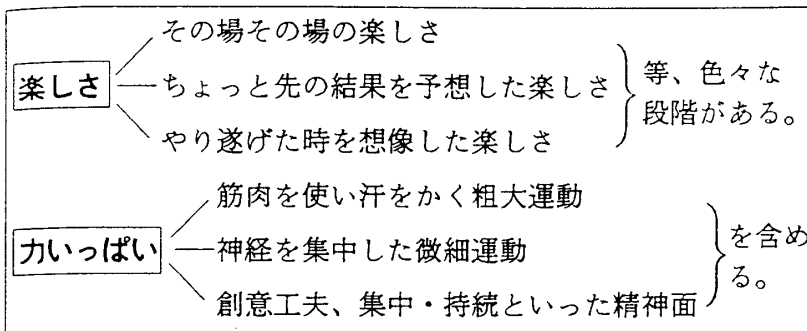 その場その場の楽しさ
楽しさ
ちょっと先の結果を予想した楽しさ
やり遂げた時を想像した楽しさ
等、色々な
段階がある。
筋肉を使い汗をかく粗大運動
力いっぱい
神経を集中した微細運動
創意工夫、集中・持続といった精神面
を含め
る。